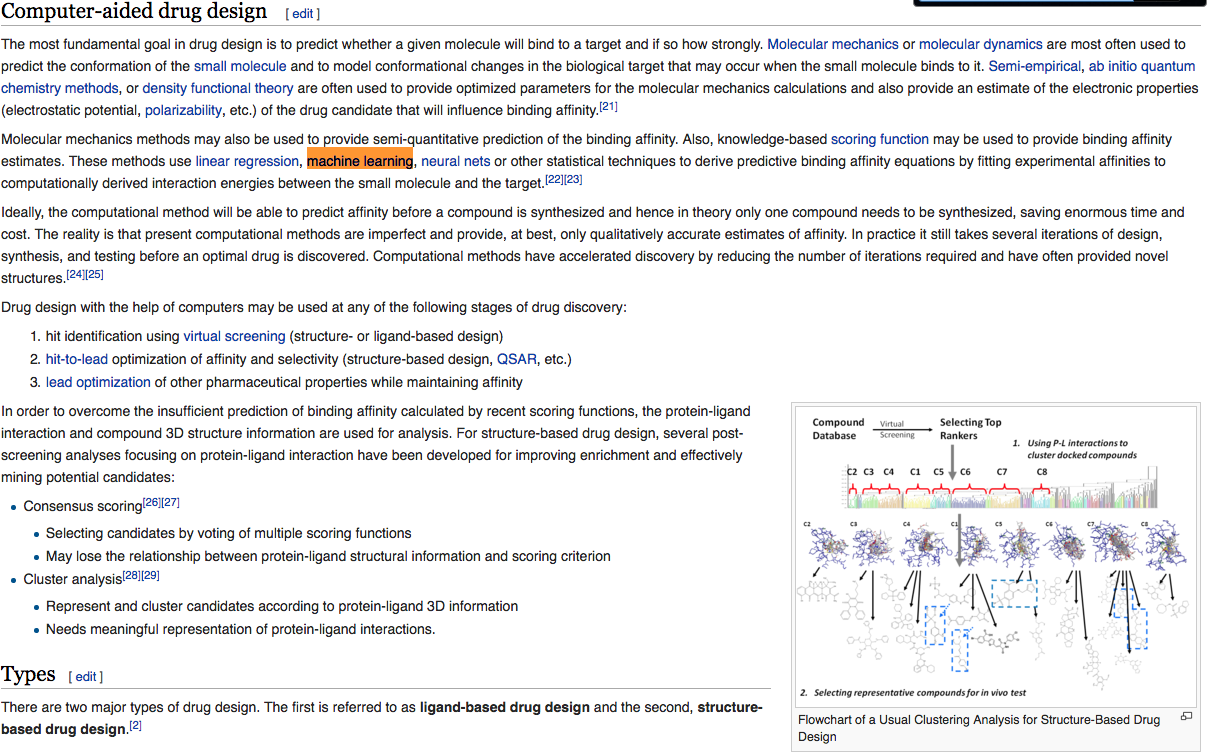 Computer-aided drug design [ edit ]
The most fundamental goal in drug design is to predict whether a given molecule will bind to a target and if so how strongly. Molecular mechanics or molecular dynamics are most often used to
predict the conformation of the small molecule and to model conformational changes in the biological target that may occur when the small molecule binds to it. Semi-empirical, ab initio quantum
chemistry methods, or density functional theory are often used to provide optimized parameters for the molecular mechanics calculations and also provide an estimate of the electronic properties
(electrostatic potential, polarizability, etc.) of the drug candidate that will influence binding affinity.[21]
Molecular mechanics methods may also be used to provide semi-quantitative prediction of the binding affinity. Also, knowledge-based scoring function may be used to provide binding affinity
estimates. These methods use linear regression, machine learning, neural nets or other statistical techniques to derive predictive binding affinity equations by fitting experimental affinities to
computationally derived interaction energies between the small molecule and the target.[22][23]
Ideally, the computational method will be able to predict affinity before a compound is synthesized and hence in theory only one compound needs to be synthesized, saving enormous time and
cost. The reality is that present computational methods are imperfect and provide, at best, only qualitatively accurate estimates of affinity. In practice it still takes several iterations of design,
synthesis, and testing before an optimal drug is discovered. Computational methods have accelerated discovery by reducing the number of iterations required and have often provided novel
structures.[24][25]
Drug design with the help of computers may be used at any of the following stages of drug discovery:
1. hit identification using virtual screening (structure- or ligand-based design)
2. hit-to-lead optimization of affinity and selectivity (structure-based design, QSAR, etc.)
3. lead optimization of other pharmaceutical properties while maintaining affinity
In order to overcome the insufficient prediction of binding affinity calculated by recent scoring functions, the protein-ligand
interaction and compound 3D structure information are used for analysis. For structure-based drug design, several post-
screening analyses focusing on protein-ligand interaction have been developed for improving enrichment and effectively
mining potential candidates:
• Consensus scoring[26][27]
• Selecting candidates by voting of multiple scoring functions
• May lose the relationship between protein-ligand structural information and scoring criterion
• Cluster analysis[28][29]
• Represent and cluster candidates according to protein-ligand 3D information
• Needs meaningful representation of protein-ligand interactions.
Compound Virtual Selecting Top
Database Screening Rankers
1. Using P-L interactions to
cluster docked compounds
C2 C3 C4 C1 C5 C6 C7 C8
C2 C3 C4 C1 C5 C6 C7 C8
2. Selecting representative compounds for in vivo test
Flowchart of a Usual Clustering Analysis for Structure-Based Drug
Design
Types [ edit ]
There are two major types of drug design. The first is referred to as ligand-based drug design and the second, structure-
based drug design.[2]